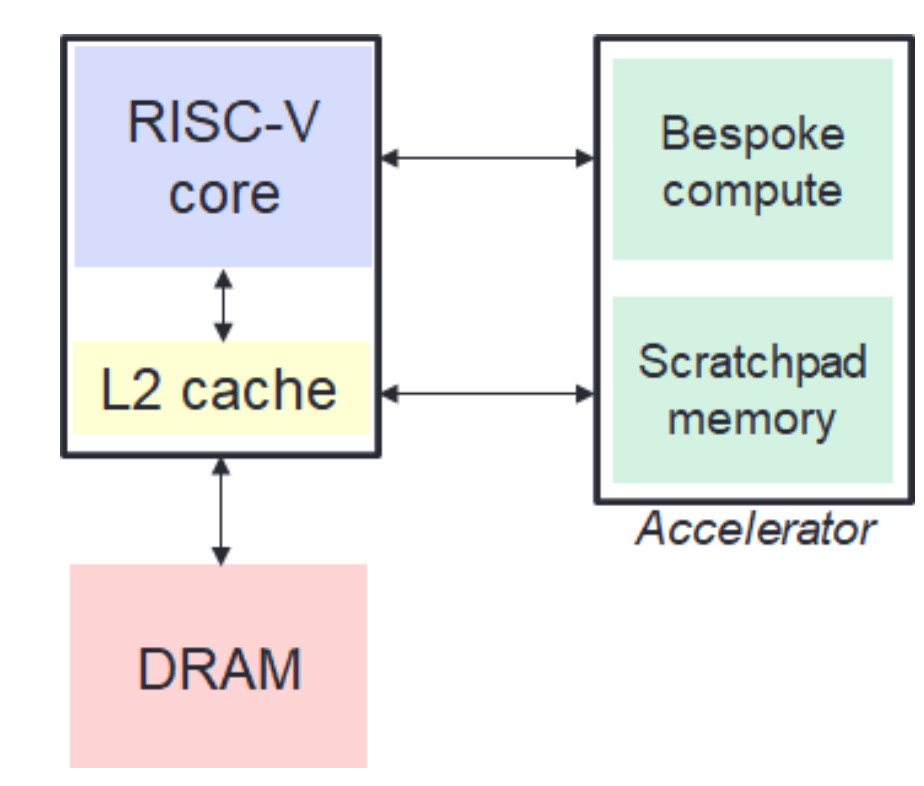 RISC-V
core
L2 cache
DRAM
Bespoke
compute
Scratchpad
memory
Accelerator